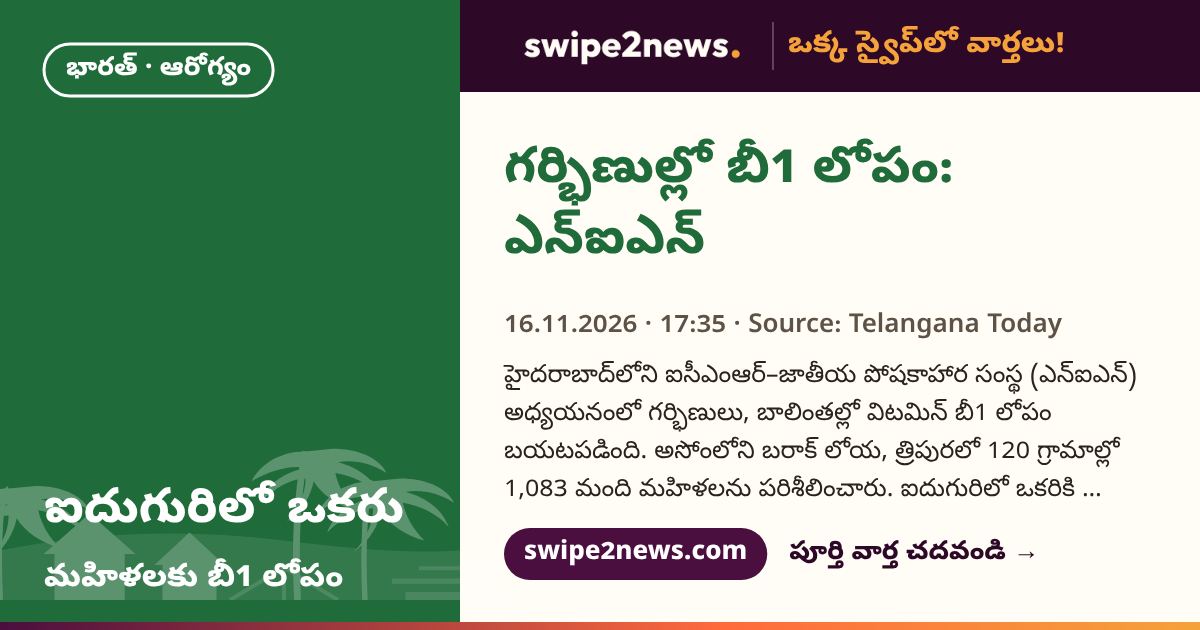 భారత్ · ఆరోగ్యం
ఐదుగురిలో ఒకరు
మహిళలకు బీ1 లోపం
swipe2news.
ఒక్క స్వైప్‌లో వార్తలు!
గర్భిణుల్లో బీ1 లోపం:
ఎన్ఐఎన్
16.11.2026 · 17:35 · Source: Telangana Today
హైదరాబాద్‌లోని ఐసీఎంఆర్–జాతీయ పోషకాహార సంస్థ (ఎన్ఐఎన్)
అధ్యయనంలో గర్భిణులు, బాలింతల్లో విటమిన్ బీ1 లోపం
బయటపడింది. అసోంలోని బరాక్ లోయ, త్రిపురలో 120 గ్రామాల్లో
1,083 మంది మహిళలను పరిశీలించారు. ఐదుగురిలో ఒకరికి ...
swipe2news.com
పూర్తి వార్త చదవండి →